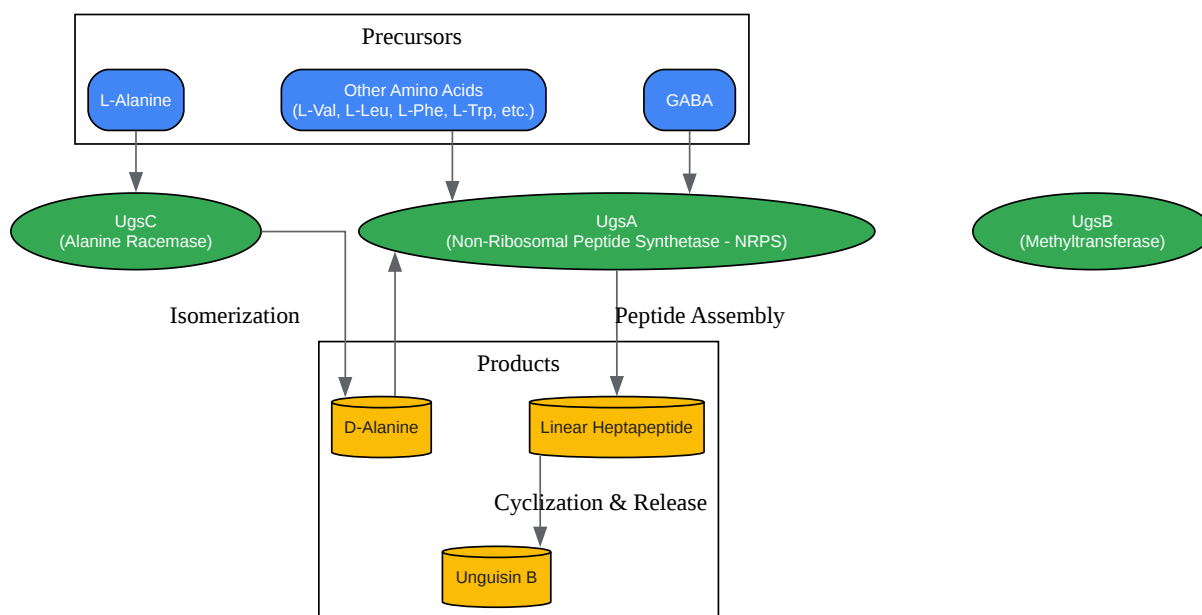 Precursors
L-Alanine
Other Amino Acids
(L-Val, L-Leu, L-Phe, L-Trp, etc.)
GABA
UgsC
(Alanine Racemase)
UgsA
(Non-Ribosomal Peptide Synthetase - NRPS)
UgsB
(Methyltransferase)
Isomerization
Peptide Assembly
Products
D-Alanine
Linear Heptapeptide
Cyclization & Release
Unguisin B